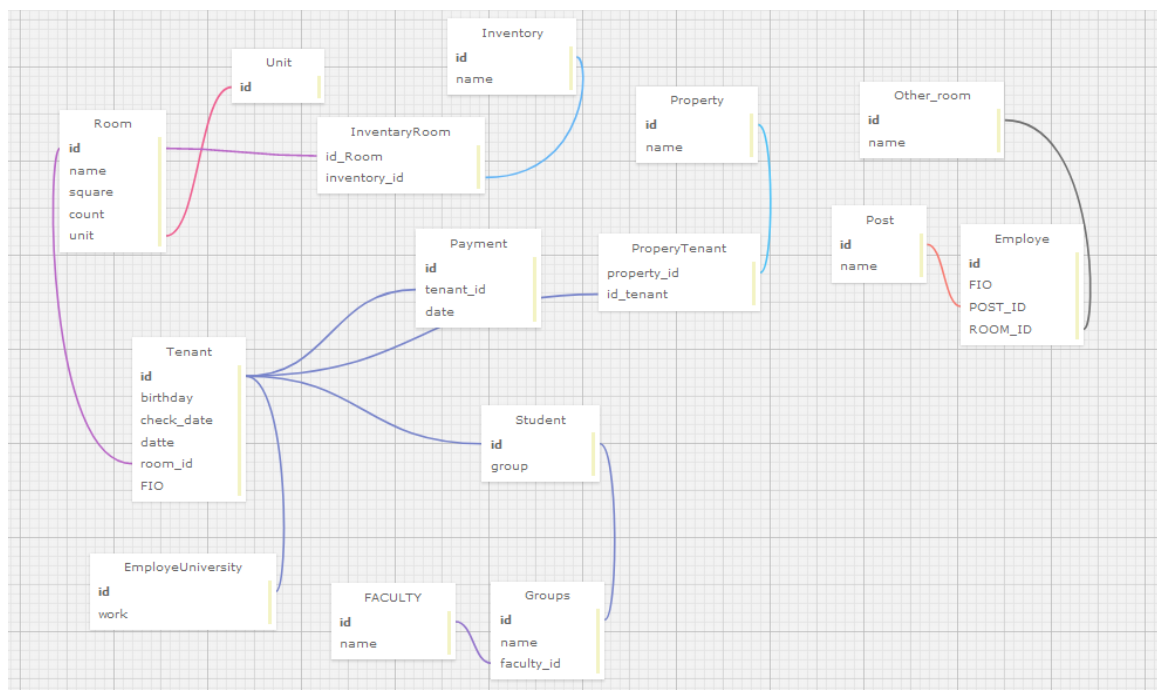 Inventory
id
name
Unit
id
Property
id
name
Other_room
id
name
Room
id
name
square
count
unit
InventaryRoom
id_Room
inventory_id
Post
id
name
Employe
id
FIO
POST_ID
ROOM_ID
Payment
id
tenant_id
date
ProperyTenant
property_id
id_tenant
Tenant
id
birthday
check_date
datte
room_id
FIO
Student
id
group
EmployeUniversity
id
work
FACULTY
id
name
Groups
id
name
faculty_id